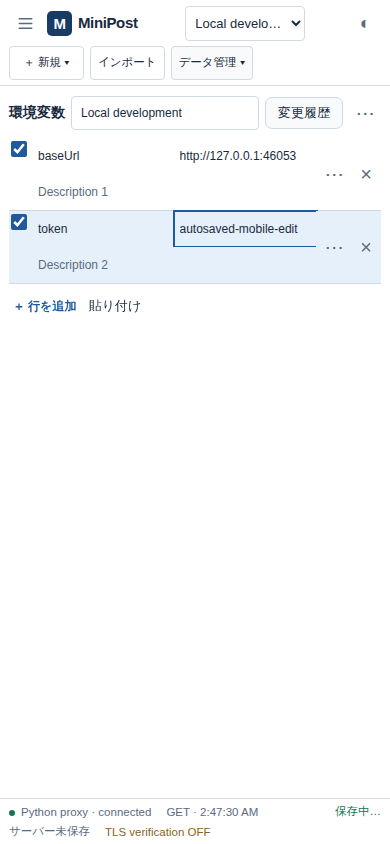 M MiniPost Local develo…
＋ 新規 ▾ インポート データ管理 ▾
環境変数 Local development 変更履歴 ···
baseUrl http://127.0.0.1:46053
··· ×
Description 1
token autosaved-mobile-edit
··· ×
Description 2
＋ 行を追加 貼り付け
Python proxy · connected GET · 2:47:30 AM 保存中…
サーバー未保存 TLS verification OFF